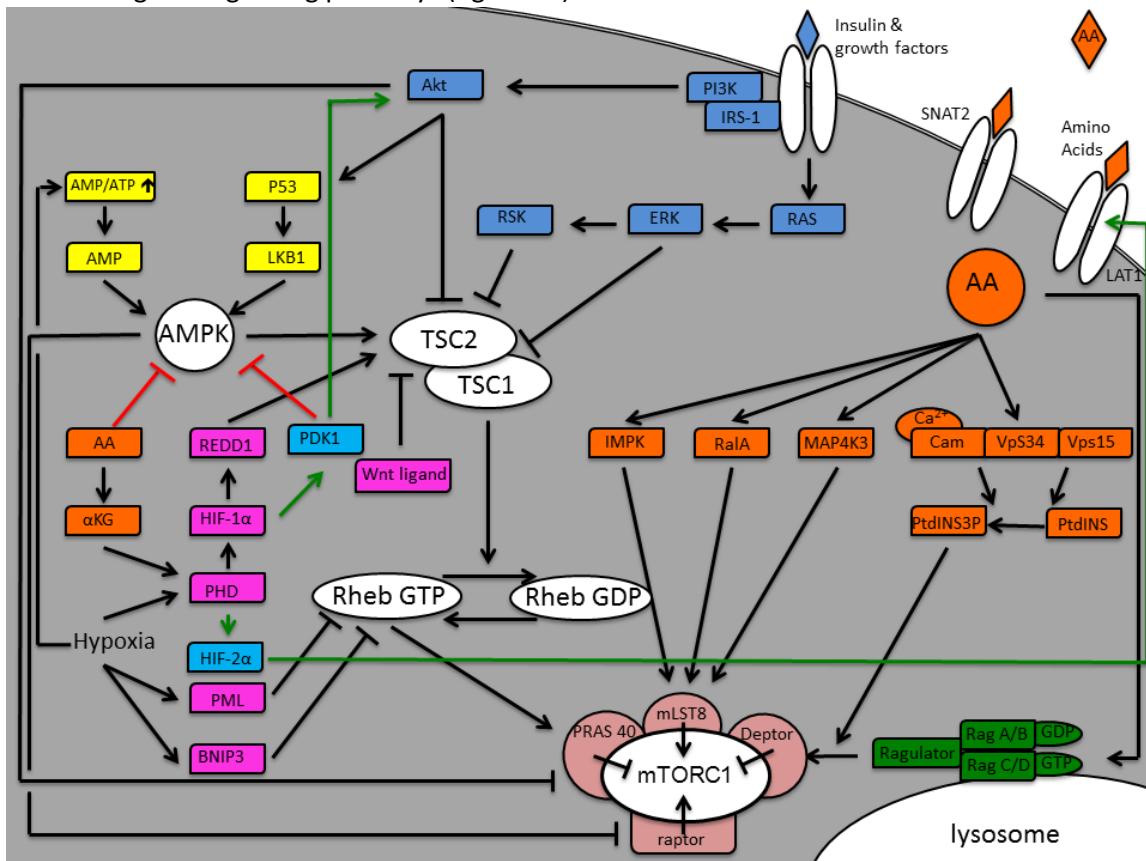 Insulin &
growth factors
AA
Akt
PI3K
IRS-1
SNAT2
Amino
Acids
AMP/ATP
P53
RSK
ERK
RAS
AMP
LKB1
LAT1
AA
AMPK
TSC2
TSC1
AA
REDD1
PDK1
IMPK
RalA
MAP4K3
Ca2+
Cam
VpS34
Vps15
Wnt ligand
αKG
HIF-1α
PtdINS3P
PtdINS
PHD
Rheb GTP
Rheb GDP
Hypoxia
HIF-2α
PML
BNIP3
PRAS 40
mLST8
Deptor
mTORC1
raptor
Ragulator
Rag A/B
GDP
Rag C/D
GTP
lysosome